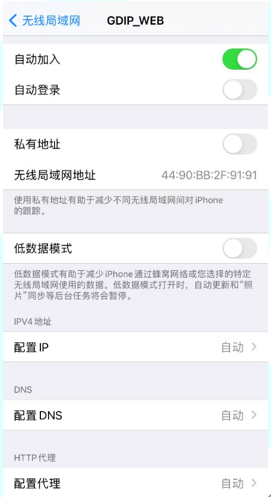 无线局域网
GDIP_WEB
自动加入
自动登录
私有地址
无线局域网地址 44:90:BB:2F:91:91
使用私有地址有助于减少不同无线局域网间对 iPhone
的跟踪。
低数据模式
低数据模式有助于减少 iPhone 通过蜂窝网络或您选择的特定
无线局域网使用的数据。低数据模式打开时，自动更新和“照
片”同步等后台任务将会暂停。
IPV4 地址
配置 IP 自动
DNS
配置 DNS 自动
HTTP代理
配置代理 自动